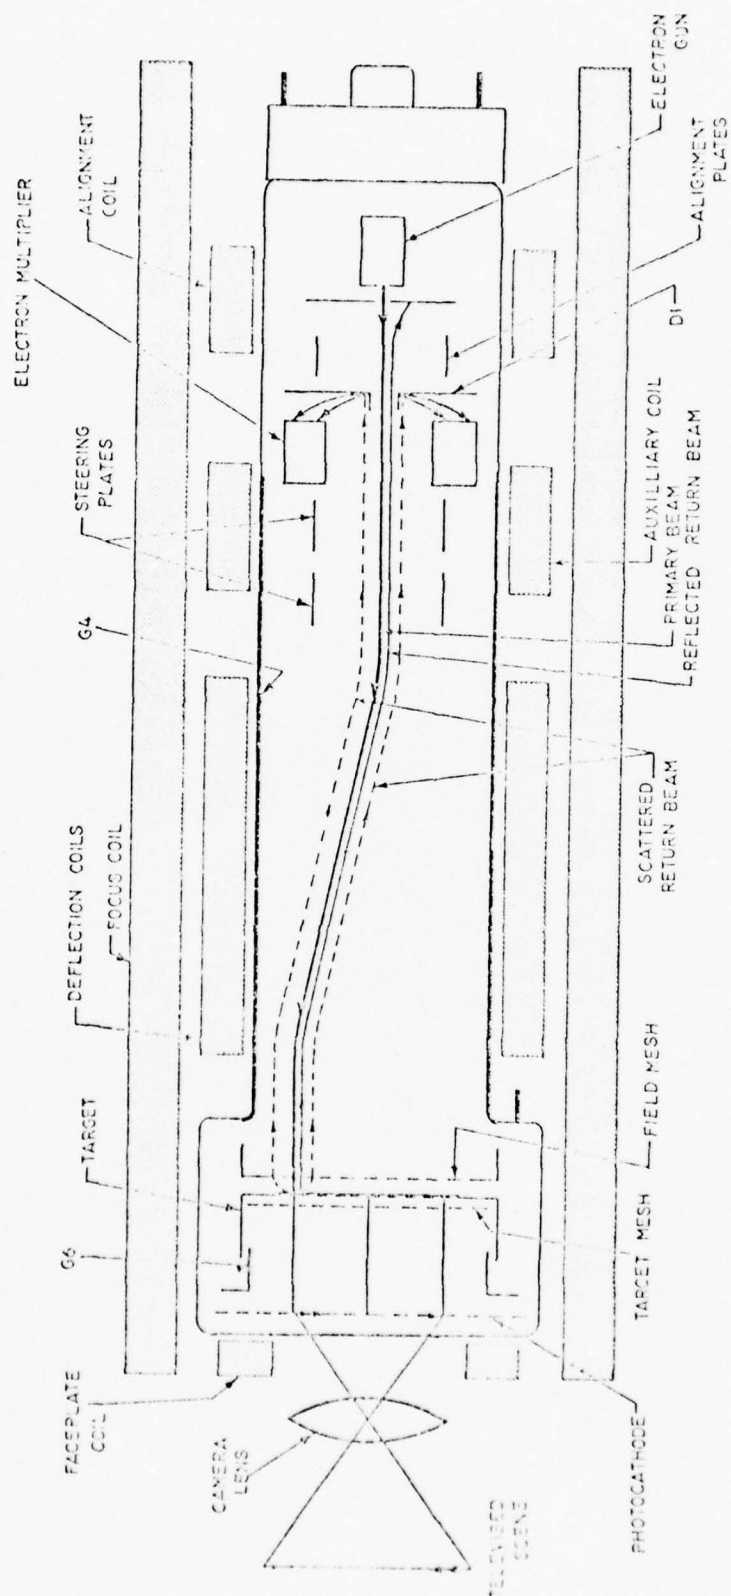 FACEPLATE
COIL
G6
TARGET
DEFLECTION COILS
FOCUS COIL
G4
STEERING
PLATES
ELECTRON MULTIPLIER
ALIGNMENT
COIL
CAMERA
LENS
TELEVISED
SCENE
PHOTOCATHODE
TARGET MESH
FIELD MESH
SCATTERED
RETURN BEAM
AUXILLIARY COIL
PRIMARY BEAM
REFLECTED RETURN BEAM
D1
ALIGNMENT
PLATES
ELECTRON
GUN